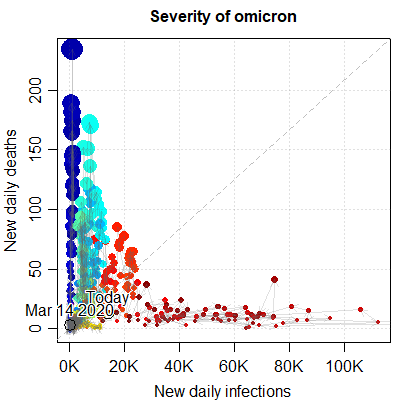 Severity of omicron
New daily deaths
200
150
100
50
0
Today
Mar 14 2020
0K 20K 40K 60K 80K 100K
New daily infections